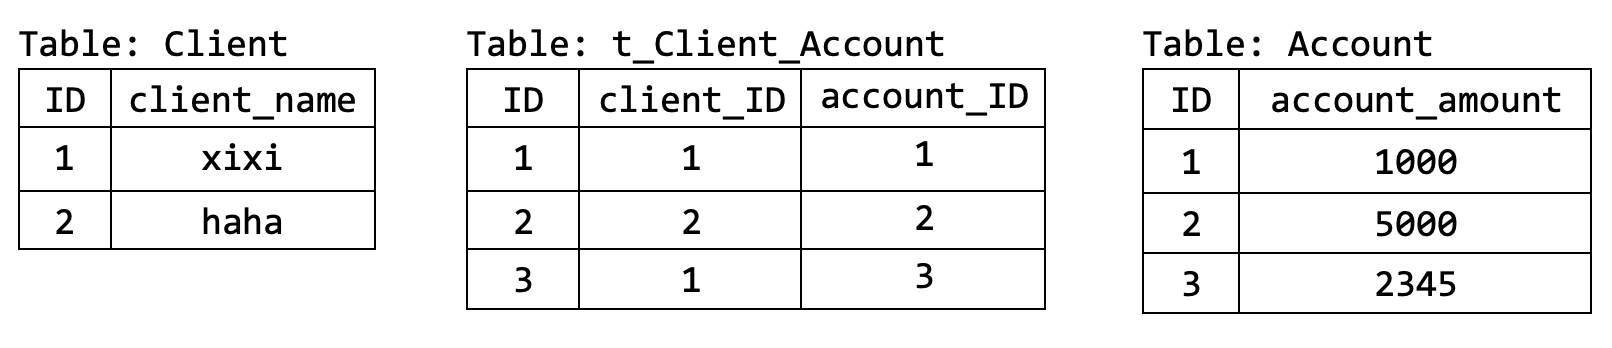 Table: Client
ID client_name
1 xixi
2 haha
Table: t_Client_Account
ID client_ID account_ID
1 1 1
2 2 2
3 1 3
Table: Account
ID account_amount
1 1000
2 5000
3 2345